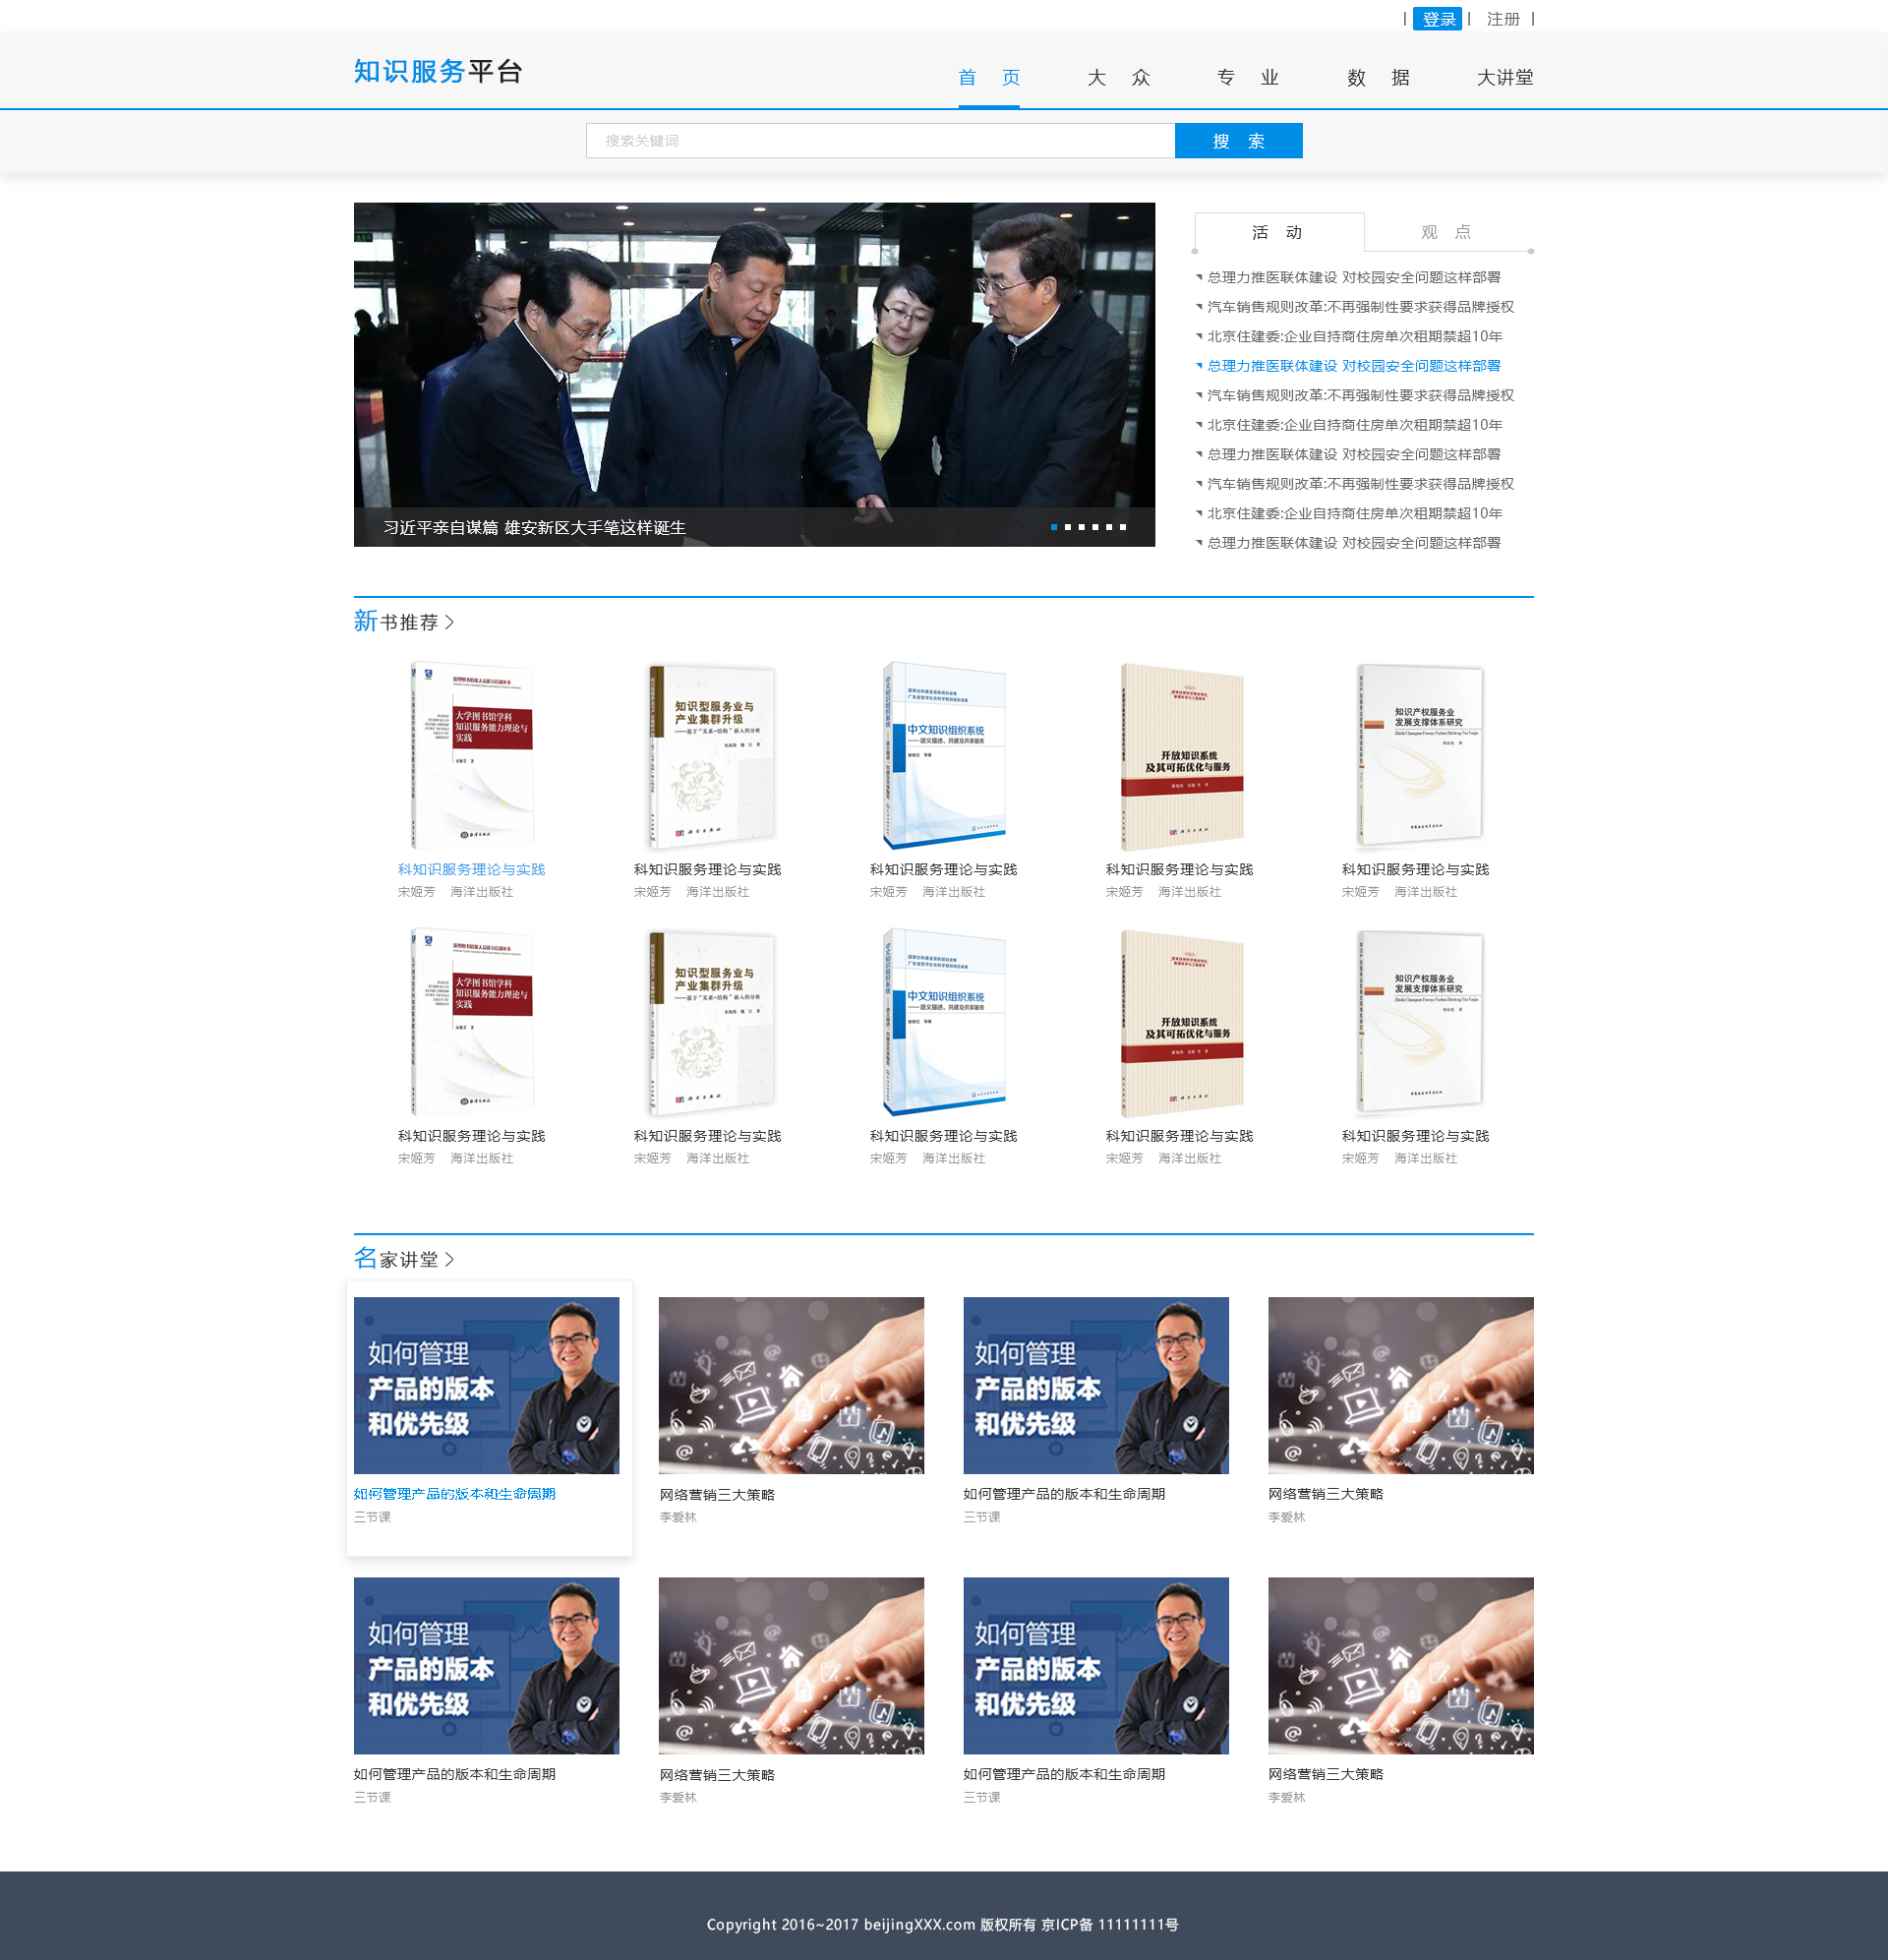 登录
注册
知识服务平台
首 页
大 众
专 业
数 据
大讲堂
搜索关键词
搜 索
活 动
观 点
总理力推医联体建设 对校园安全问题这样部署
汽车销售规则改革:不再强制性要求获得品牌授权
北京住建委:企业自持商住房单次租期禁超10年
总理力推医联体建设 对校园安全问题这样部署
汽车销售规则改革:不再强制性要求获得品牌授权
北京住建委:企业自持商住房单次租期禁超10年
总理力推医联体建设 对校园安全问题这样部署
汽车销售规则改革:不再强制性要求获得品牌授权
北京住建委:企业自持商住房单次租期禁超10年
总理力推医联体建设 对校园安全问题这样部署
习近平亲自谋篇 雄安新区大手笔这样诞生
新书推荐
大学图书馆学科
知识服务能力理论与
实践
知识型服务业与
产业集群升级
中文知识组织系统
开放知识系统
及其可拓优化与服务
知识产权服务业
发展支撑体系研究
科知识服务理论与实践
宋姬芳 海洋出版社
科知识服务理论与实践
宋姬芳 海洋出版社
科知识服务理论与实践
宋姬芳 海洋出版社
科知识服务理论与实践
宋姬芳 海洋出版社
科知识服务理论与实践
宋姬芳 海洋出版社
大学图书馆学科
知识服务能力理论与
实践
知识型服务业与
产业集群升级
中文知识组织系统
开放知识系统
及其可拓优化与服务
知识产权服务业
发展支撑体系研究
科知识服务理论与实践
宋姬芳 海洋出版社
科知识服务理论与实践
宋姬芳 海洋出版社
科知识服务理论与实践
宋姬芳 海洋出版社
科知识服务理论与实践
宋姬芳 海洋出版社
科知识服务理论与实践
宋姬芳 海洋出版社
名家讲堂
如何管理
产品的版本
和优先级
如何管理产品的版本和生命周期
三节课
网络营销三大策略
李爱林
如何管理
产品的版本
和优先级
如何管理产品的版本和生命周期
三节课
网络营销三大策略
李爱林
如何管理
产品的版本
和优先级
如何管理产品的版本和生命周期
三节课
网络营销三大策略
李爱林
如何管理
产品的版本
和优先级
如何管理产品的版本和生命周期
三节课
网络营销三大策略
李爱林
Copyright 2016~2017 beijingXXX.com 版权所有 京ICP备 11111111号